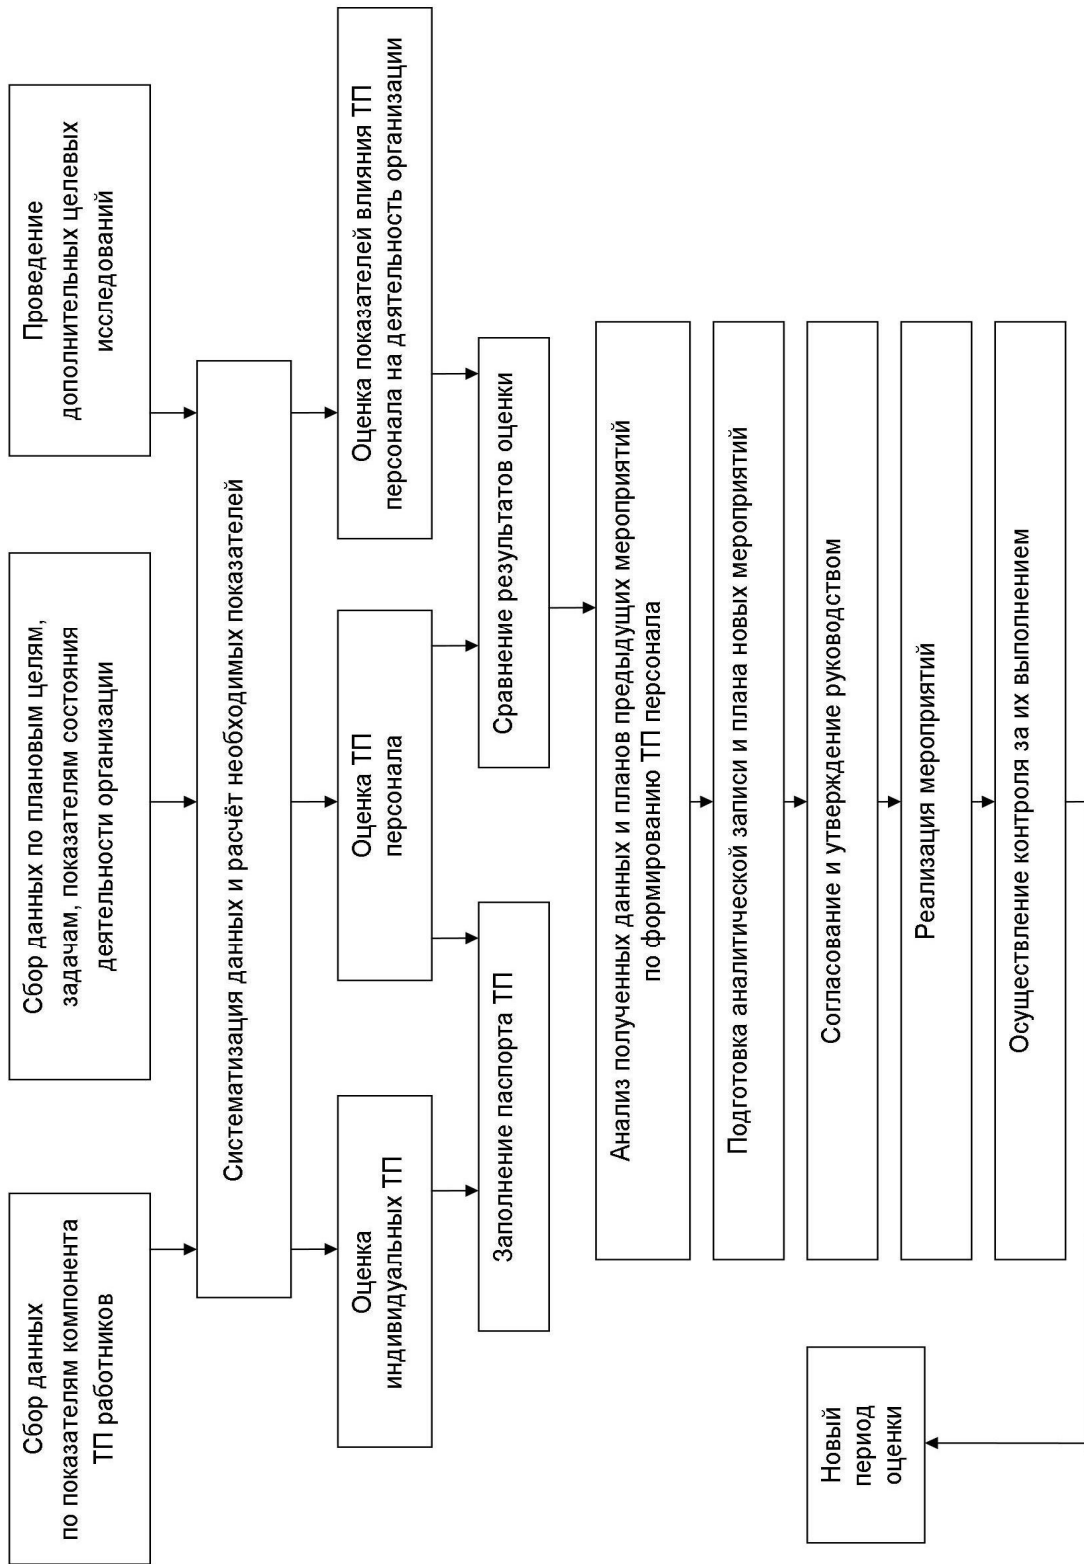 Сбор данных
по показателям компонента
ТП работников
Сбор данных по плановым целям,
задачам, показателям состояния
деятельности организации
Проведение
дополнительных целевых
исследований
Систематизация данных и расчёт необходимых показателей
Оценка
индивидуальных ТП
Оценка ТП
персонала
Оценка показателей влияния ТП
персонала на деятельность организации
Заполнение паспорта ТП
Сравнение результатов оценки
Анализ полученных данных и планов предыдущих мероприятий
по формированию ТП персонала
Подготовка аналитической записи и плана новых мероприятий
Согласование и утверждение руководством
Реализация мероприятий
Осуществление контроля за их выполнением
Новый
период
оценки